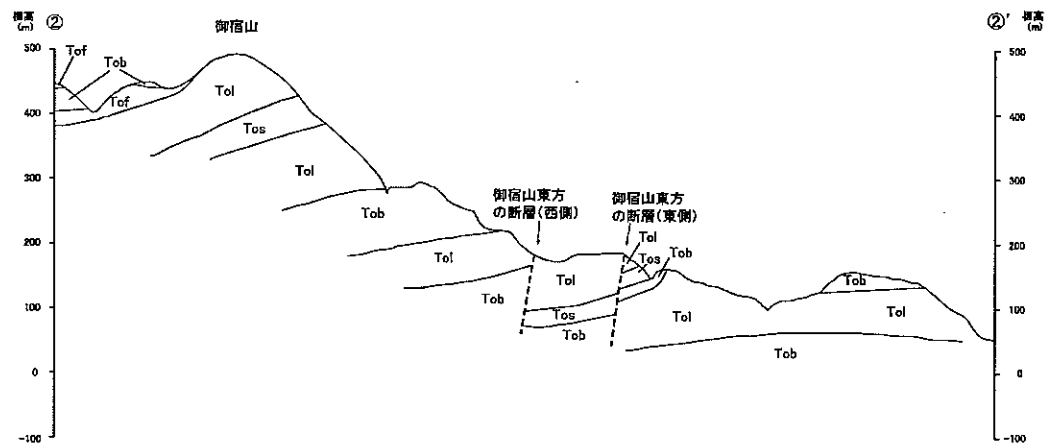 標高
(m)
②
御宿山
②'
標高
(m)
500
400
300
200
100
0
-100
500
400
300
200
100
0
-100
Tof
Tob
Tof
Tol
Tos
Tol
Tob
Tol
Tob
御宿山東方
の断層(西側)
御宿山東方
の断層(東側)
Tol
Tos
Tob
Tol
Tos
Tob
Tol
Tob
Tob
Tol